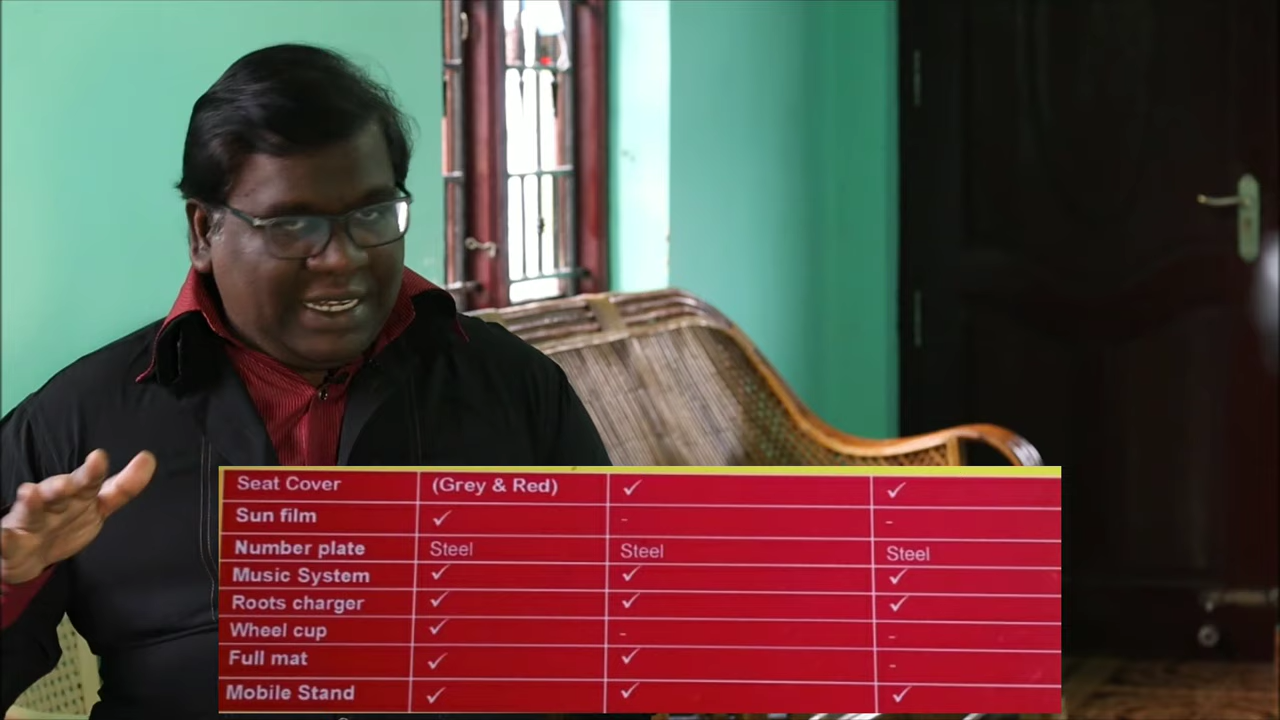 Seat Cover (Grey & Red) ✓ ✓
Sun film ✓ - -
Number plate Steel Steel Steel
Music System ✓ ✓ ✓
Roots charger ✓ ✓ ✓
Wheel cup ✓ - -
Full mat ✓ ✓ -
Mobile Stand ✓ ✓ ✓